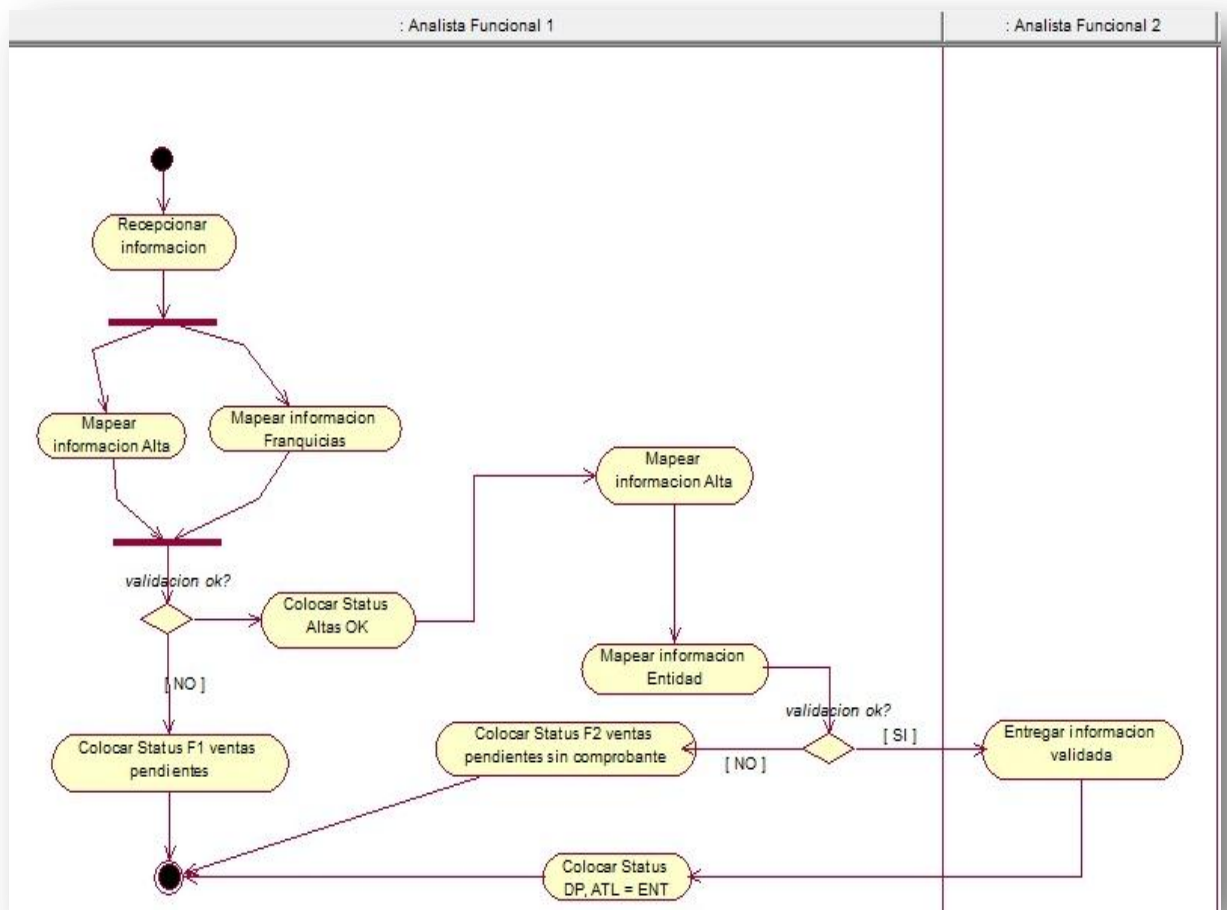 : Analista Funcional 1
: Analista Funcional 2
Recepcionar
informacion
Mapear
informacion Alta
Mapear informacion
Franquicias
Mapear
informacion Alta
validacion ok?
Colocar Status
Altas OK
Mapear informacion
Entidad
[ NO ]
validacion ok?
Colocar Status F1 ventas
pendientes
Colocar Status F2 ventas
pendientes sin comprobante
[ NO ]
[ SI ]
Entregar informacion
validada
Colocar Status
DP, ATL = ENT